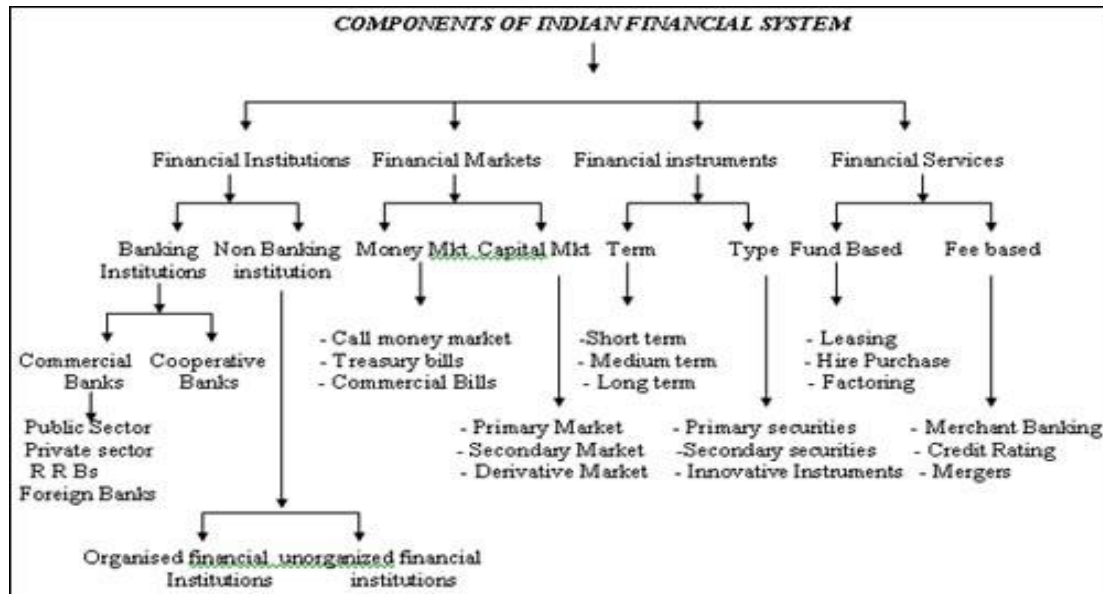 COMPONENTS OF INDIAN FINANCIAL SYSTEM
Financial Institutions
Financial Markets
Financial instruments
Financial Services
Banking
Institutions
Non Banking
institution
Money Mkt
Capital Mkt
Term
Type
Fund Based
Fee based
Commercial
Banks
Cooperative
Banks
- Call money market
- Treasury bills
- Commercial Bills
-Short term
- Medium term
- Long term
- Leasing
- Hire Purchase
- Factoring
Public Sector
Private sector
R R Bs
Foreign Banks
- Primary Market
- Secondary Market
- Derivative Market
- Primary securities
-Secondary securities
- Innovative Instruments
- Merchant Banking
- Credit Rating
- Mergers
Organised financial
Institutions
unorganized financial
institutions